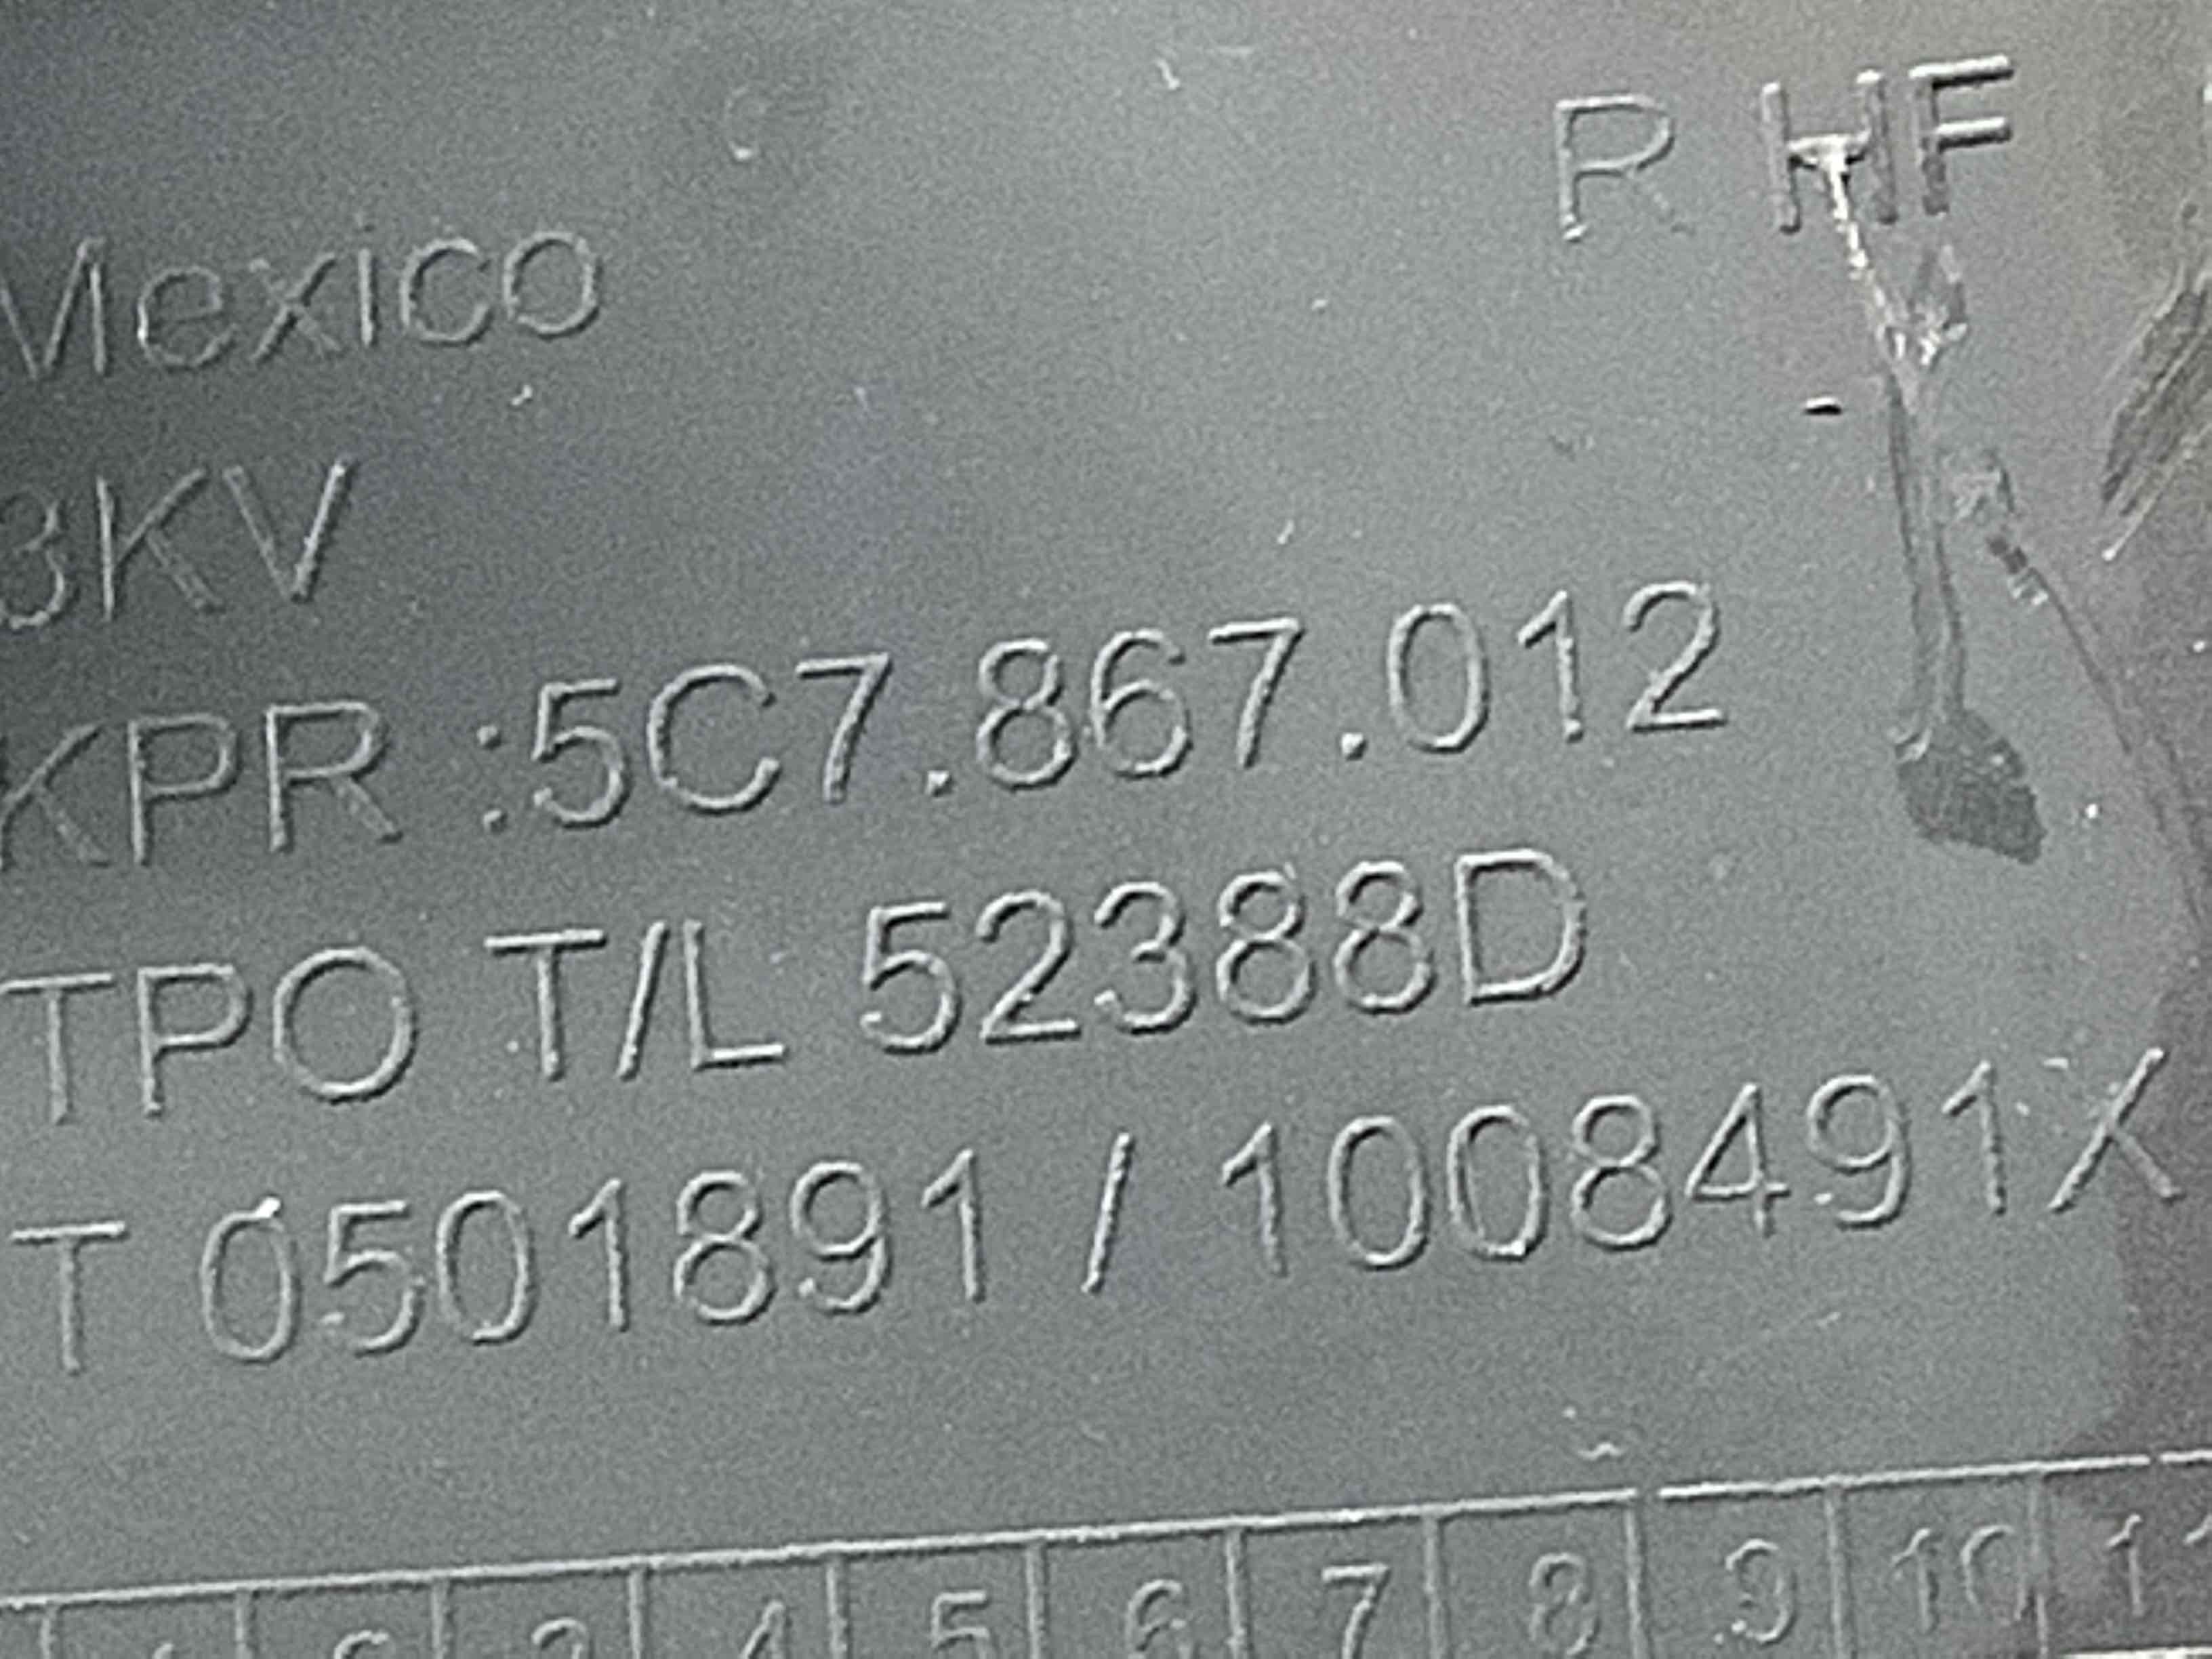 R HF
Mexico
3KV
KPR :5C7.867.012
TPO T/L 52388D
T 0501891 / 1008491X
1 2 3 4 5 6 7 8 9 10 11